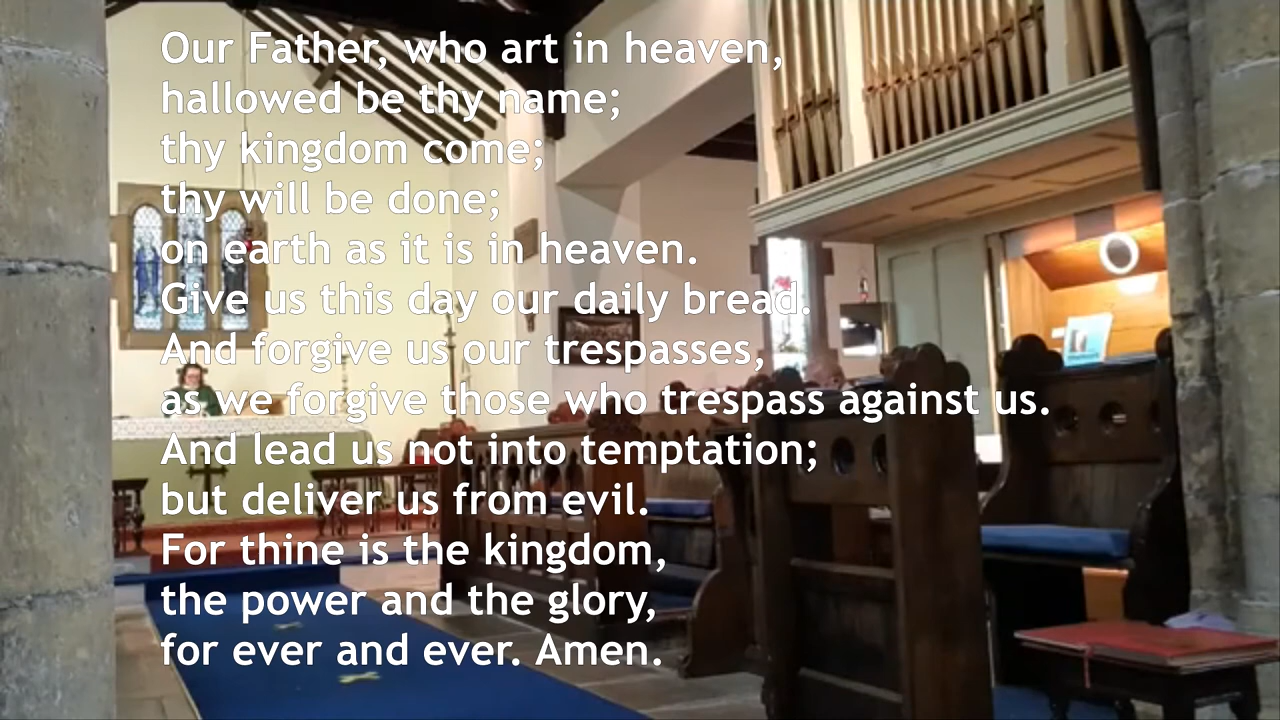 Our Father, who art in heaven,
hallowed be thy name;
thy kingdom come;
thy will be done;
on earth as it is in heaven.
Give us this day our daily bread.
And forgive us our trespasses,
as we forgive those who trespass against us.
And lead us not into temptation;
but deliver us from evil.
For thine is the kingdom,
the power and the glory,
for ever and ever. Amen.